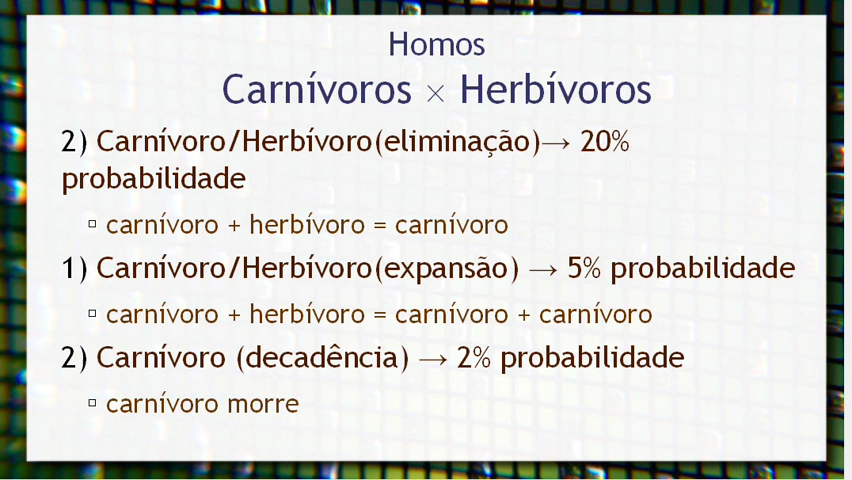 Homos
Carnívoros × Herbívoros
2) Carnívoro/Herbívoro(eliminação)→ 20%
probabilidade
▫ carnívoro + herbívoro = carnívoro
1) Carnívoro/Herbívoro(expansão) → 5% probabilidade
▫ carnívoro + herbívoro = carnívoro + carnívoro
2) Carnívoro (decadência) → 2% probabilidade
▫ carnívoro morre